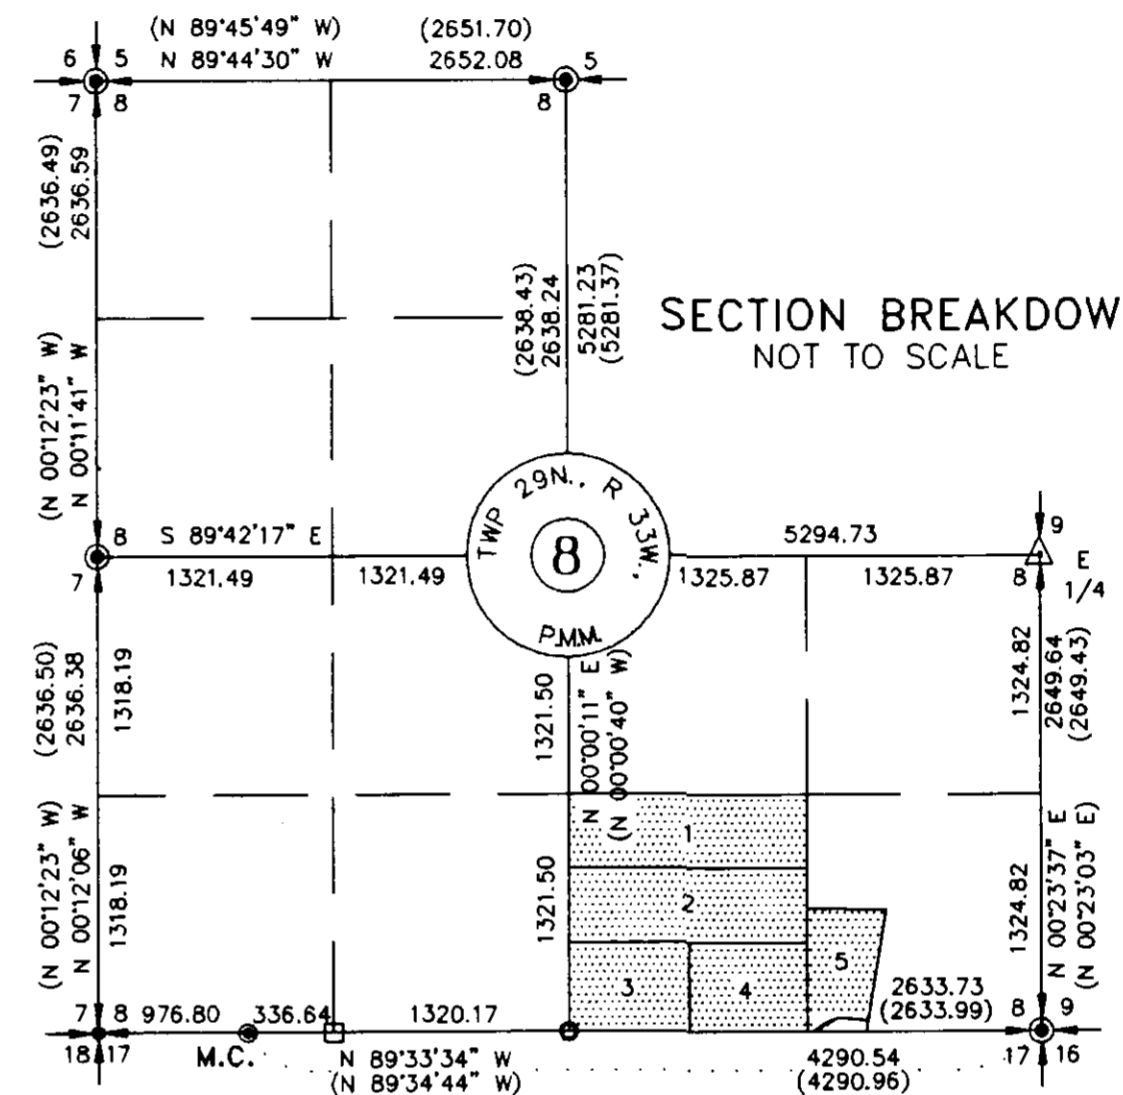 (N 89°45'49" W) (2651.70)
N 89°44'30" W 2652.08
6 5 5
7 8 8
(2636.49)
2636.59
(N 00°12'23" W)
N 00°11'41" W
(2638.43)
2638.24
5281.23
(5281.37)
SECTION BREAKDOW
NOT TO SCALE
TWP 29N., R 33W.,
8
P.M.M.
8 S 89°42'17" E
7 1321.49 1321.49
5294.73 9
1325.87 1325.87 8 E
1/4
(2636.50)
2636.38
1318.19
(N 00°12'23" W)
N 00°12'06" W
1318.19
1321.50
N 00°00'11" E
(N 00°00'40" W)
1321.50
1324.82
2649.64
(2649.43)
1324.82
N 00°23'37" E
(N 00°23'03" E)
1
2
3 4 5
2633.73
(2633.99)
7 8 976.80 336.64 1320.17 8 9
18 17 M.C. N 89°33'34" W 4290.54 17 16
(N 89°34'44" W) (4290.96)